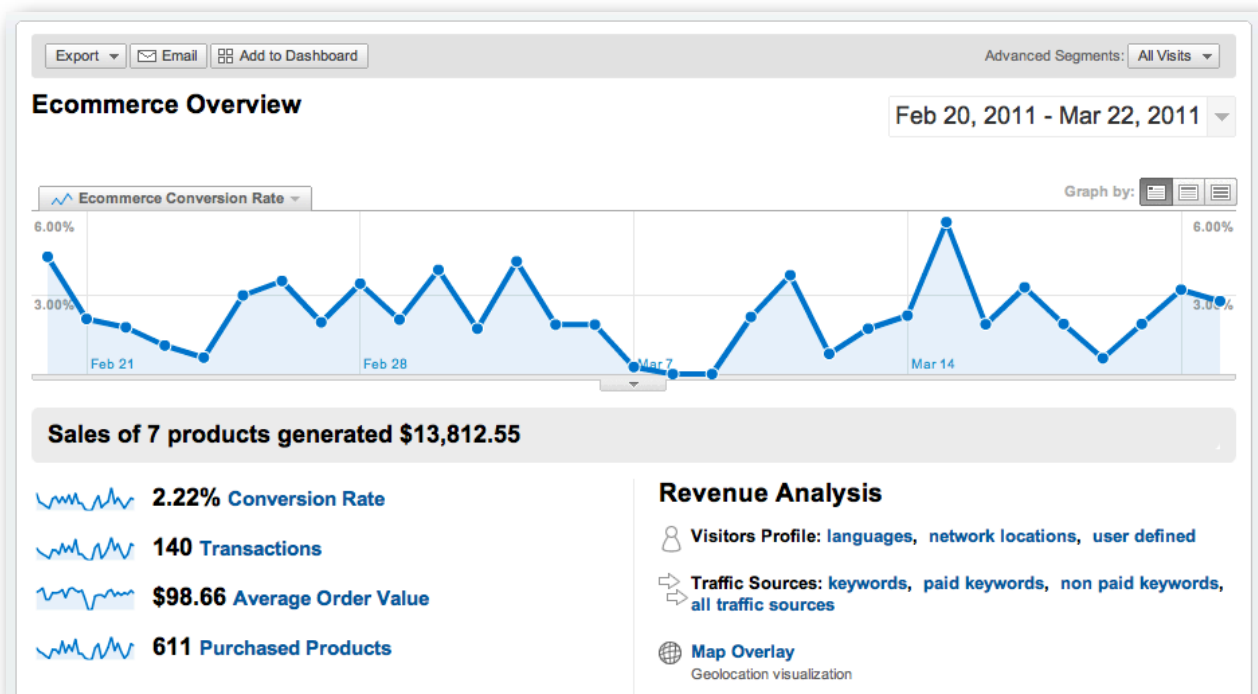 Export Email Add to Dashboard Advanced Segments: All Visits
Ecommerce Overview
Feb 20, 2011 - Mar 22, 2011
Ecommerce Conversion Rate
Graph by:
6.00% 6.00%
3.00% 3.00%
Feb 21 Feb 28 Mar 7 Mar 14
Sales of 7 products generated $13,812.55
2.22% Conversion Rate
140 Transactions
$98.66 Average Order Value
611 Purchased Products
Revenue Analysis
Visitors Profile: languages, network locations, user defined
Traffic Sources: keywords, paid keywords, non paid keywords,
all traffic sources
Map Overlay
Geolocation visualization